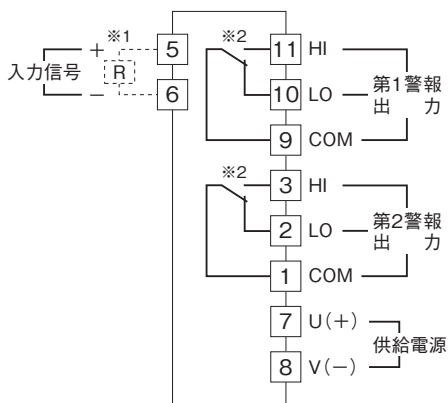 ※1
+ 5
入力信号 R
− 6
※2
11 HI
10 LO 第1警報出力
9 COM
※2
3 HI
2 LO 第2警報出力
1 COM
7 U(+)
供給電源
8 V(−)